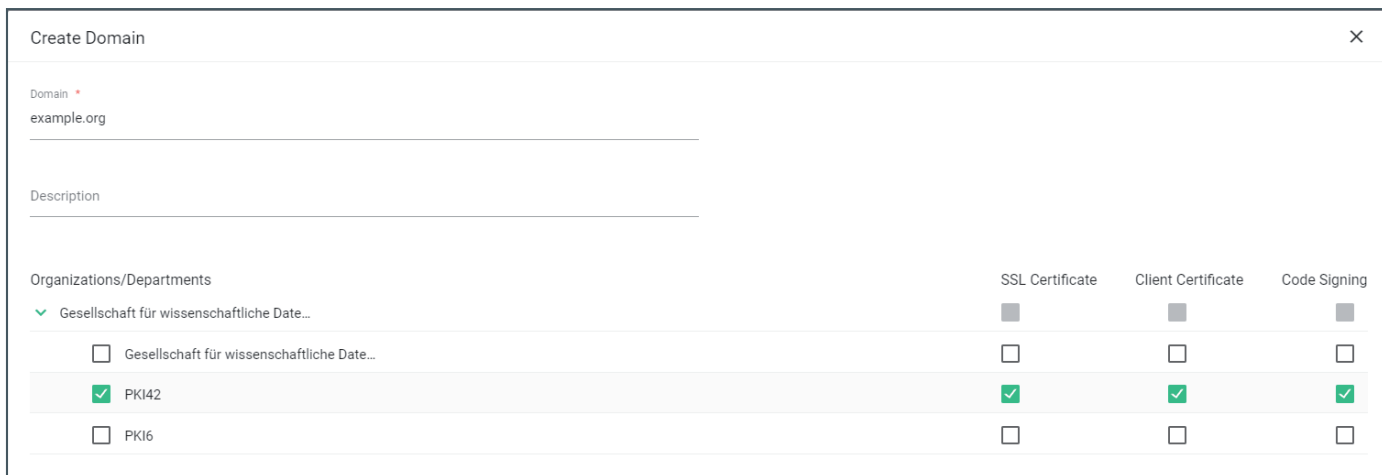 Create Domain
Domain *
example.org
Description
Organizations/Departments SSL Certificate Client Certificate Code Signing
Gesellschaft für wissenschaftliche Date...
Gesellschaft für wissenschaftliche Date...
PKI42
PKI6